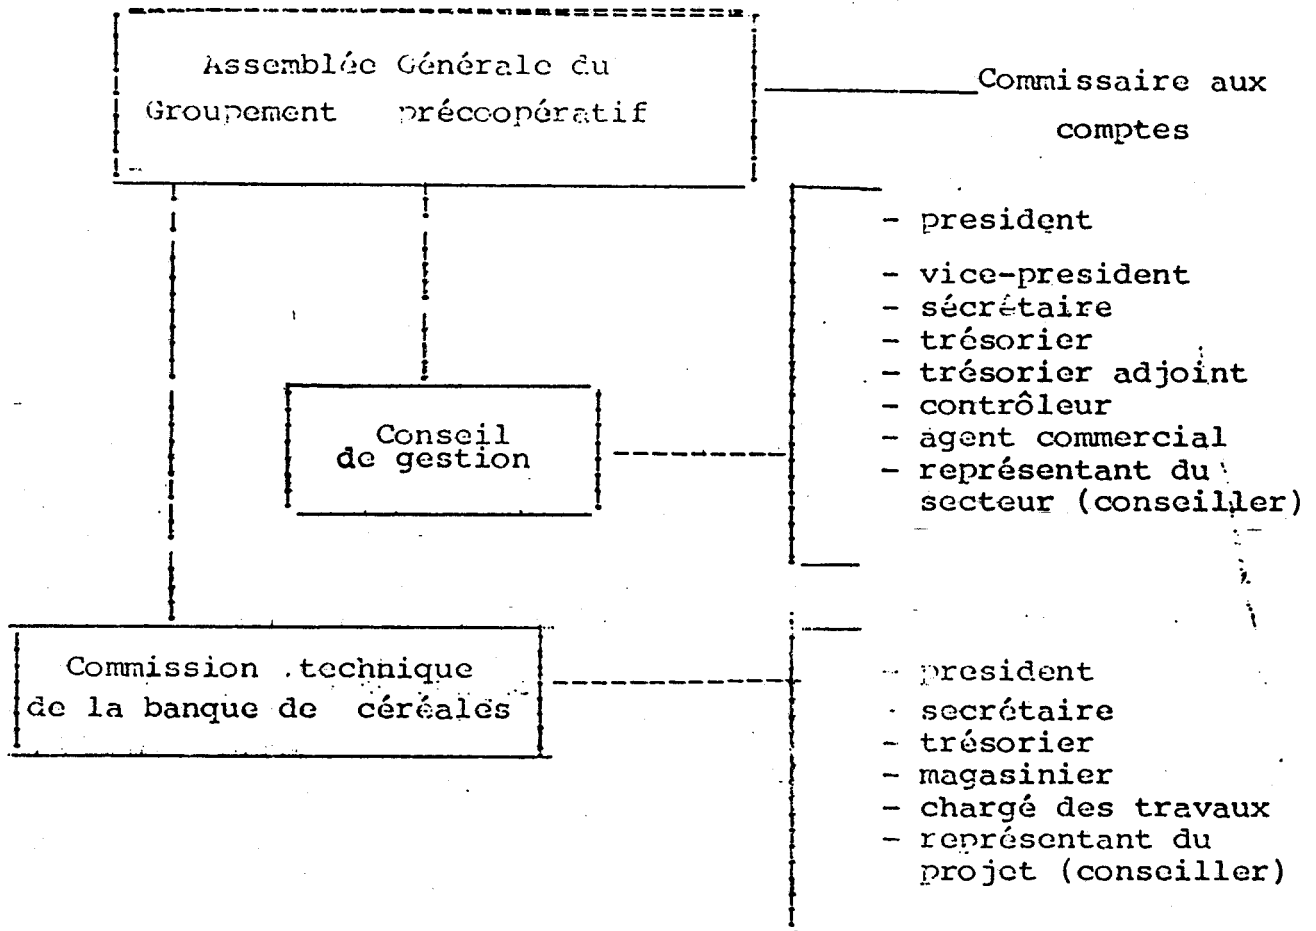 Assemblée Générale du
Groupement préccopératif
Commissaire aux
comptes
- president
- vice-president
- sécrétaire
- trésorier
- trésorier adjoint
- contrôleur
- agent commercial
- représentant du
secteur (conseiller)
Conseil
de gestion
Commission technique
de la banque de céréales
- president
- secrétaire
- trésorier
- magasinier
- chargé des travaux
- représentant du
projet (conseiller)